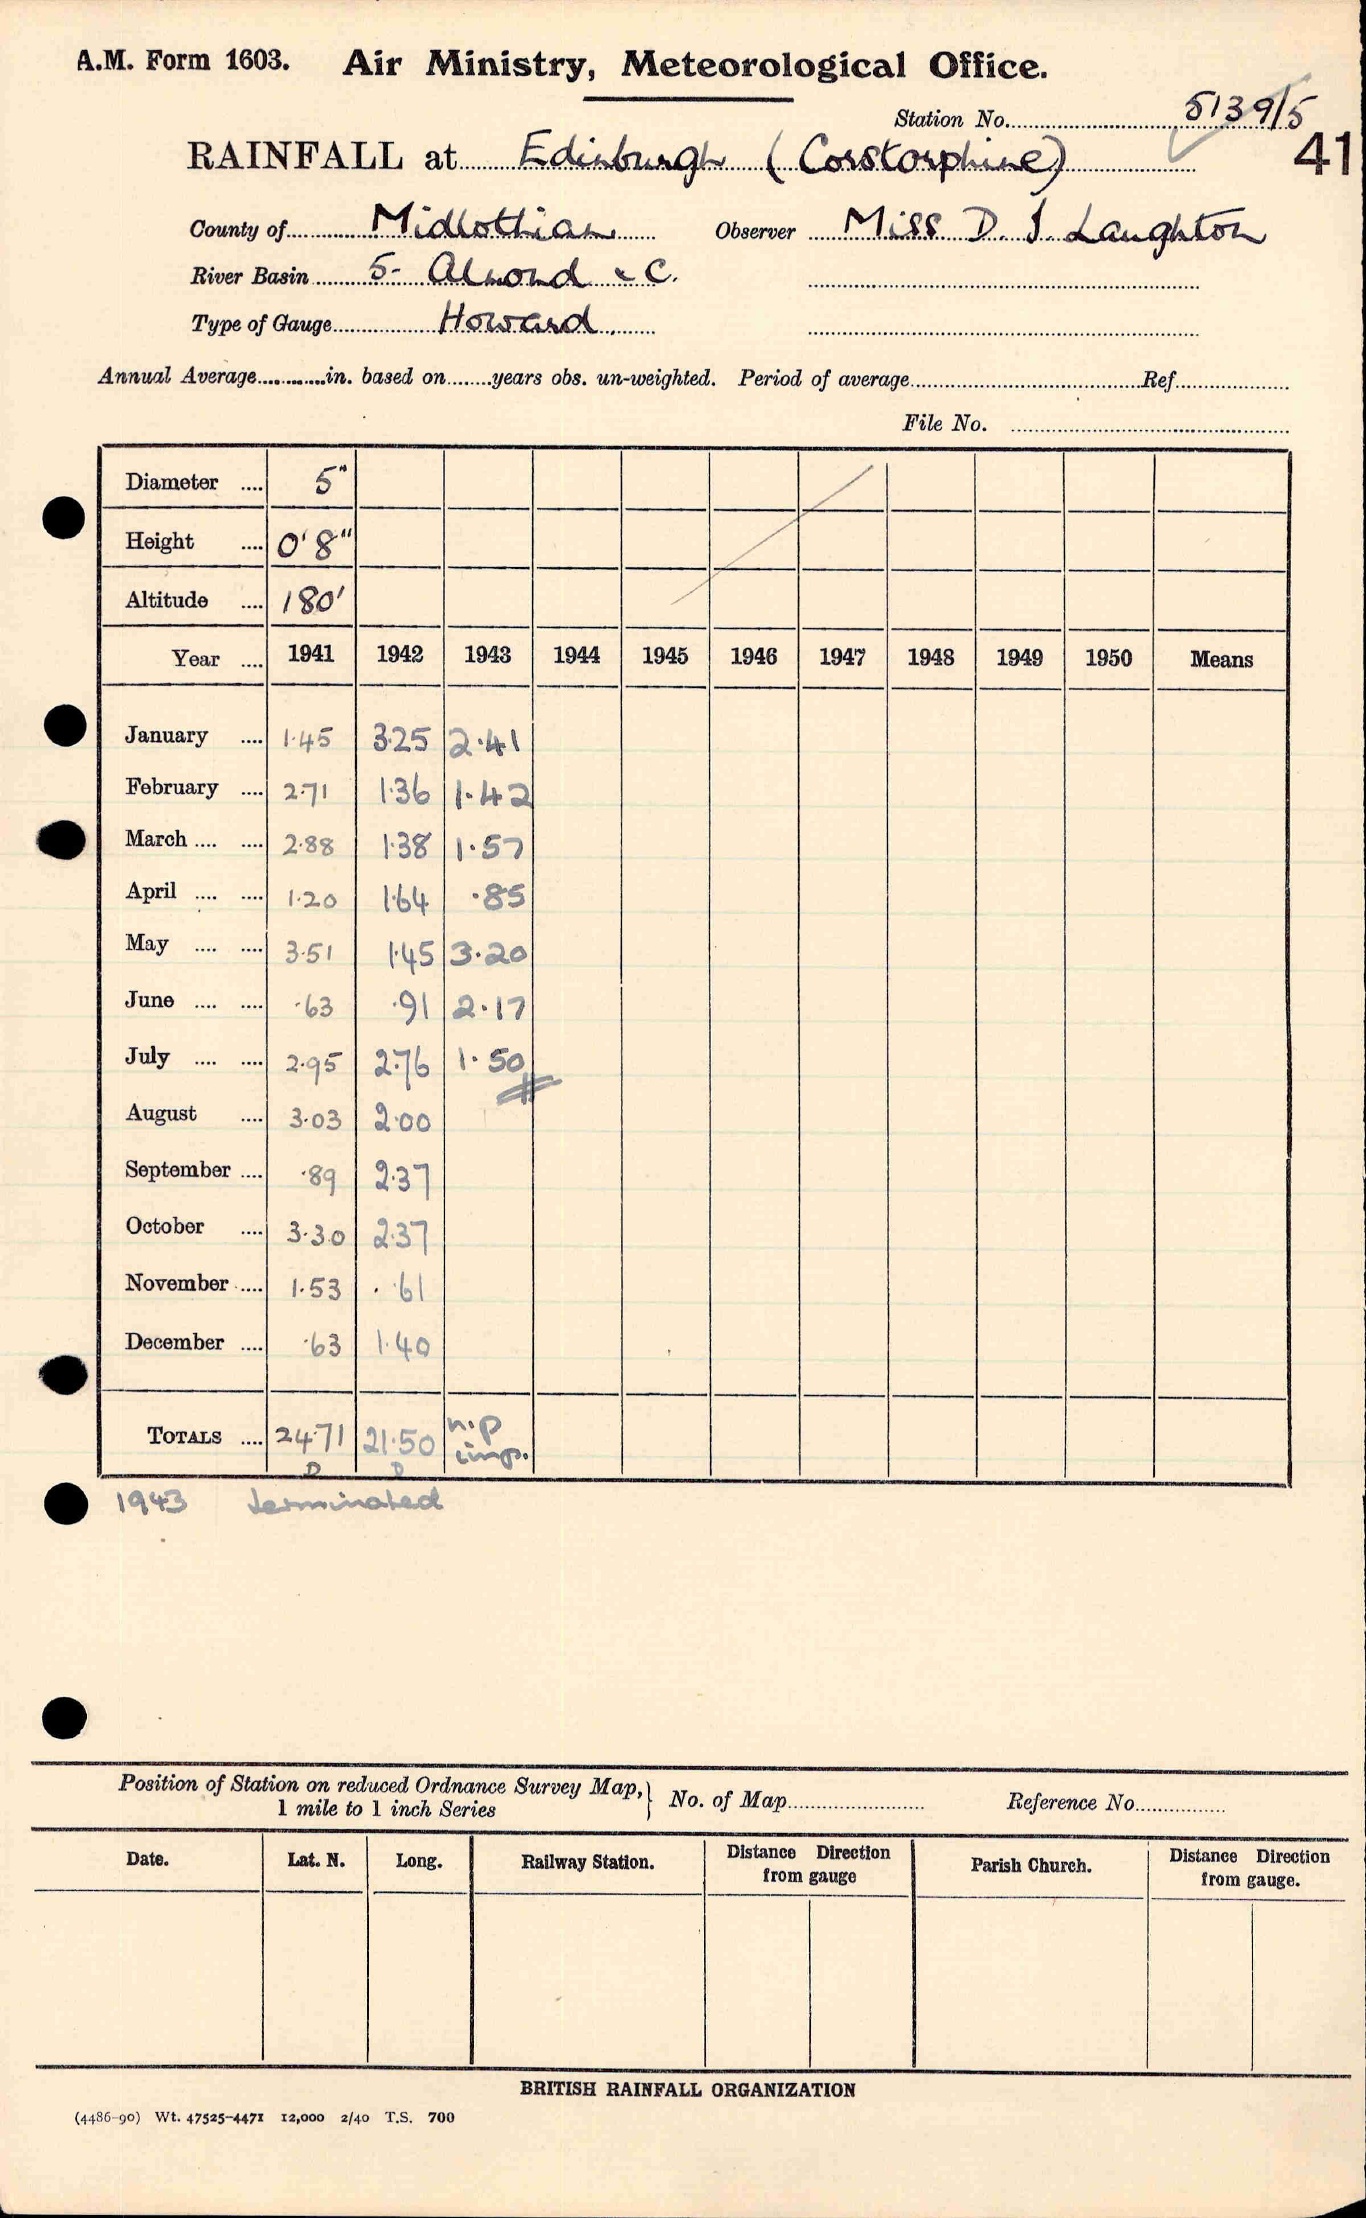 A.M. Form 1603. Air Ministry, Meteorological Office.
Station No. 5139/5
41
RAINFALL at Edinburgh (Corstorphine)
County of Midlothian Observer Miss D. J. Laughton
River Basin 5- Almond &c.
Type of Gauge Howard.
Annual Average............in. based on........years obs. un-weighted. Period of average............Ref............
File No. ............
Diameter .... 5"
Height .... 0'8"
Altitude .... 180'
Year .... 1941 1942 1943 1944 1945 1946 1947 1948 1949 1950 Means
January .... 1.45 3.25 2.41
February .... 2.71 1.36 1.42
March .... .... 2.88 1.38 1.57
April .... .... 1.20 1.64 .85
May .... .... 3.51 1.45 3.20
June .... .... .63 .91 2.17
July .... .... 2.95 2.76 1.50
August .... 3.03 2.00
September .... .89 2.37
October .... 3.30 2.37
November .... 1.53 .61
December .... .63 1.40
TOTALS .... 24.71 21.50 n.p imp.
D D
1943 terminated
Position of Station on reduced Ordnance Survey Map, } No. of Map............ Reference No............
1 mile to 1 inch Series
Date. Lat. N. Long. Railway Station. Distance Direction from gauge Parish Church. Distance Direction from gauge.
BRITISH RAINFALL ORGANIZATION
(4486-90) Wt. 47525-4471 12,000 2/40 T.S. 700